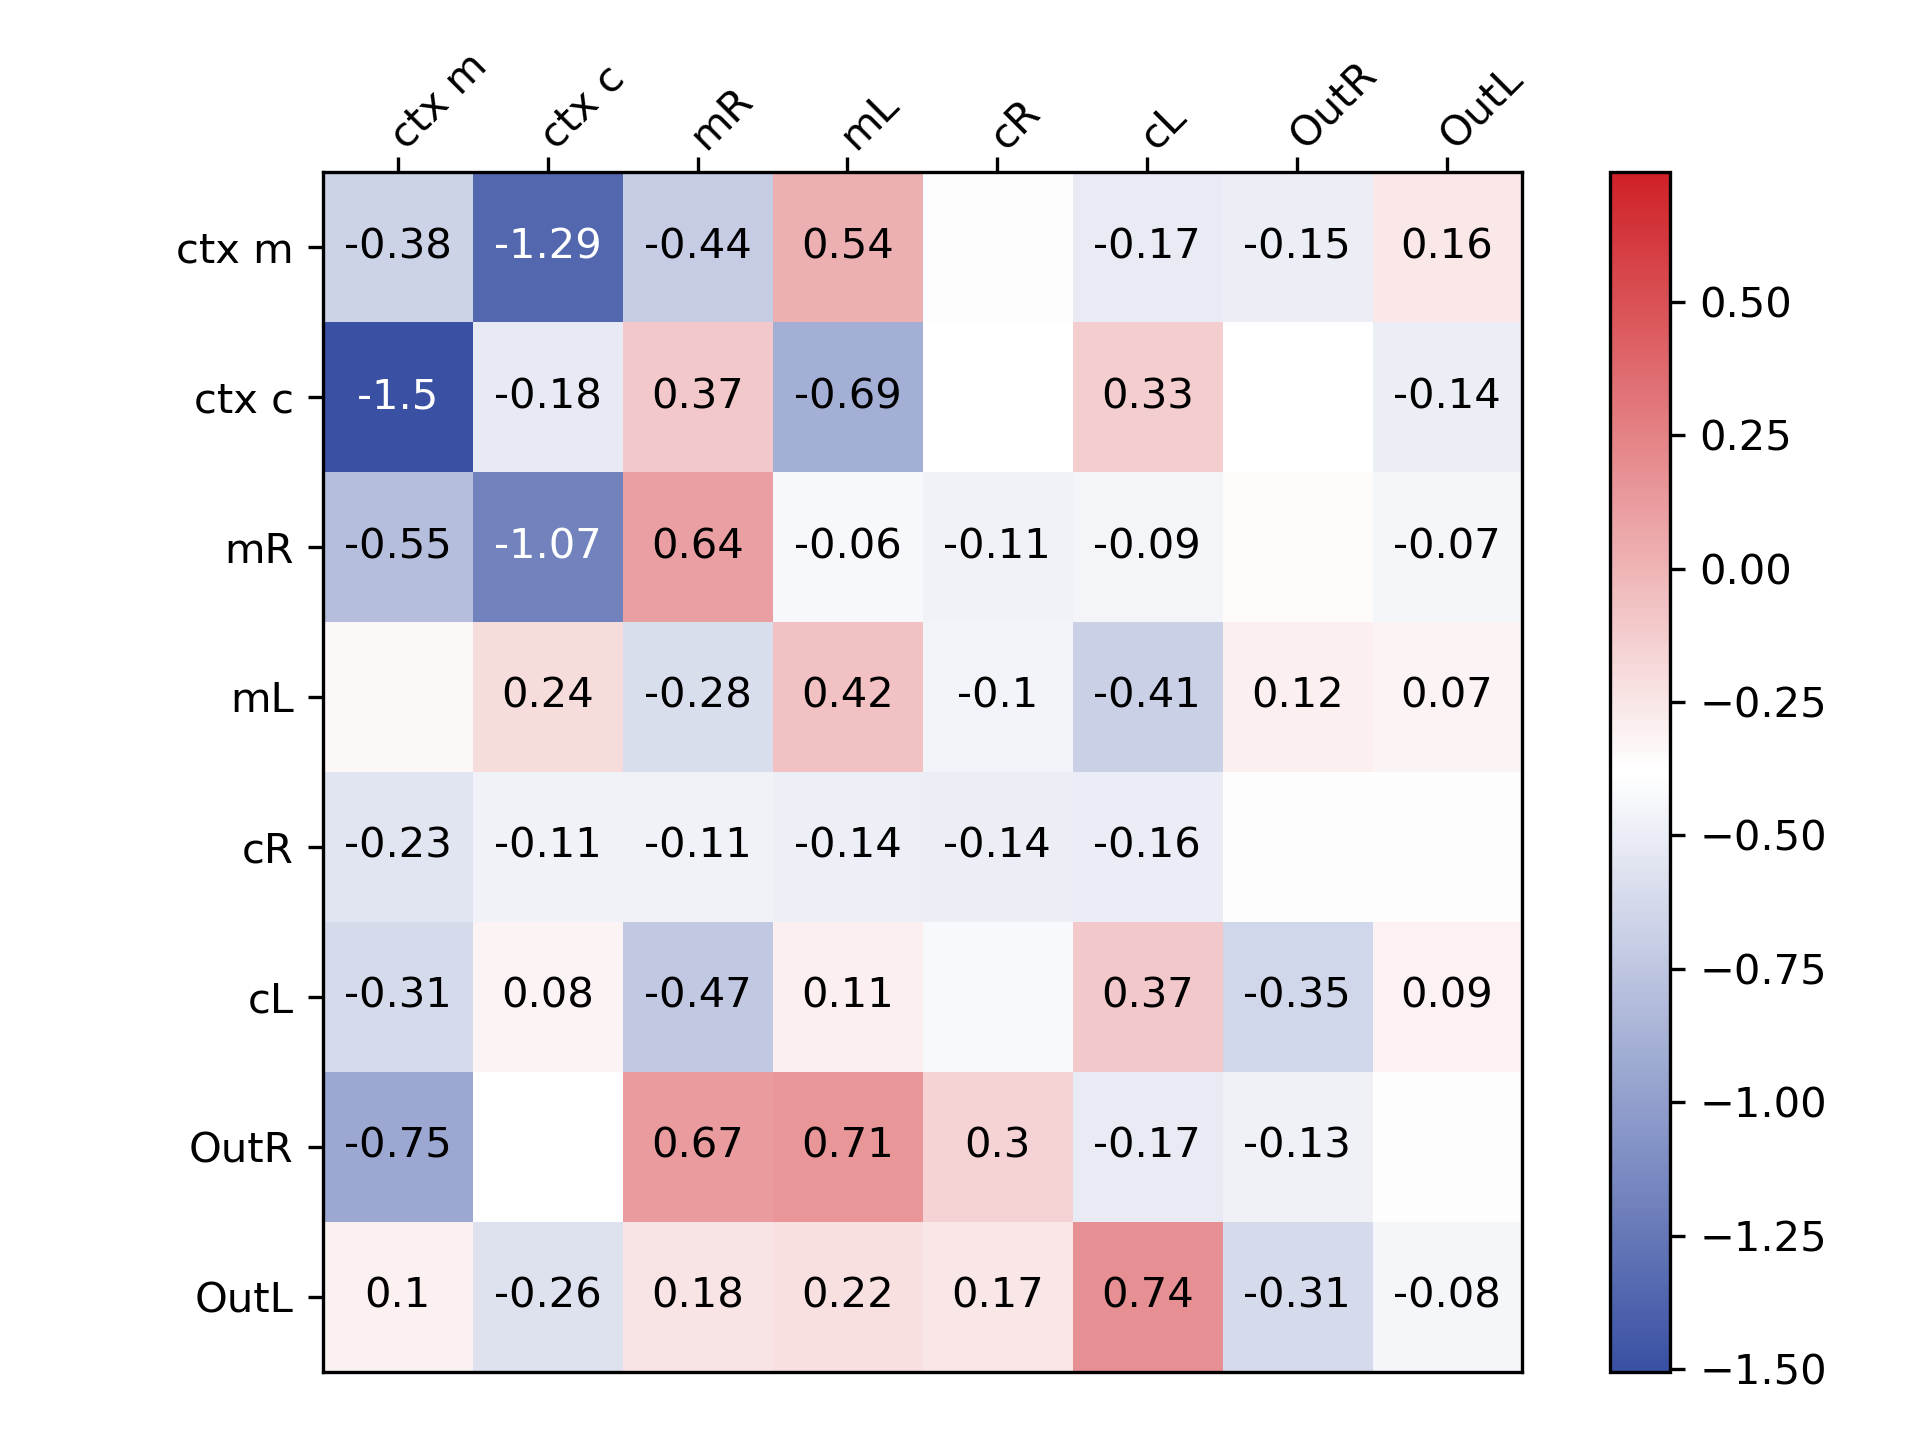 ctx m ctx c mR mL cR cL OutR OutL
ctx m -0.38 -1.29 -0.44 0.54 -0.17 -0.15 0.16
ctx c -1.5 -0.18 0.37 -0.69 0.33 -0.14
mR -0.55 -1.07 0.64 -0.06 -0.11 -0.09 -0.07
mL 0.24 -0.28 0.42 -0.1 -0.41 0.12 0.07
cR -0.23 -0.11 -0.11 -0.14 -0.14 -0.16
cL -0.31 0.08 -0.47 0.11 0.37 -0.35 0.09
OutR -0.75 0.67 0.71 0.3 -0.17 -0.13
OutL 0.1 -0.26 0.18 0.22 0.17 0.74 -0.31 -0.08
0.50
0.25
0.00
−0.25
−0.50
−0.75
−1.00
−1.25
−1.50